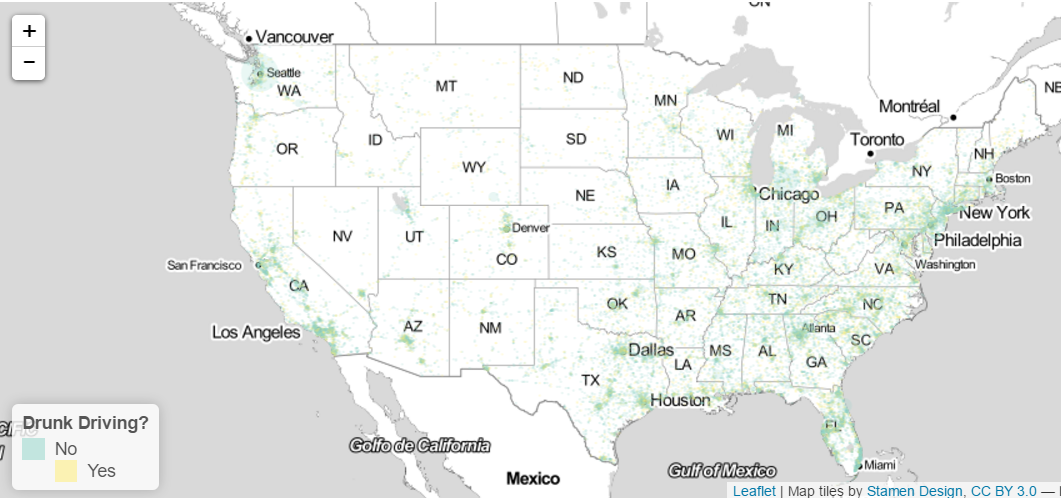 +
−
ON
Vancouver
Seattle
WA
MT
ND
MN
Montréal
NB
OR
ID
SD
WI
MI
Toronto
NH
WY
NY
Boston
IA
NE
Chicago
PA
New York
NV
UT
Denver
CO
KS
MO
IL
IN
OH
Philadelphia
San Francisco
CA
KY
VA
Washington
OK
TN
NC
AZ
NM
AR
Atlanta
SC
Los Angeles
Dallas
MS
AL
GA
LA
TX
Houston
FL
Drunk Driving?
No
Yes
Golfo de California
Mexico
Gulf of Mexico
Miami
Leaflet | Map tiles by Stamen Design, CC BY 3.0 —